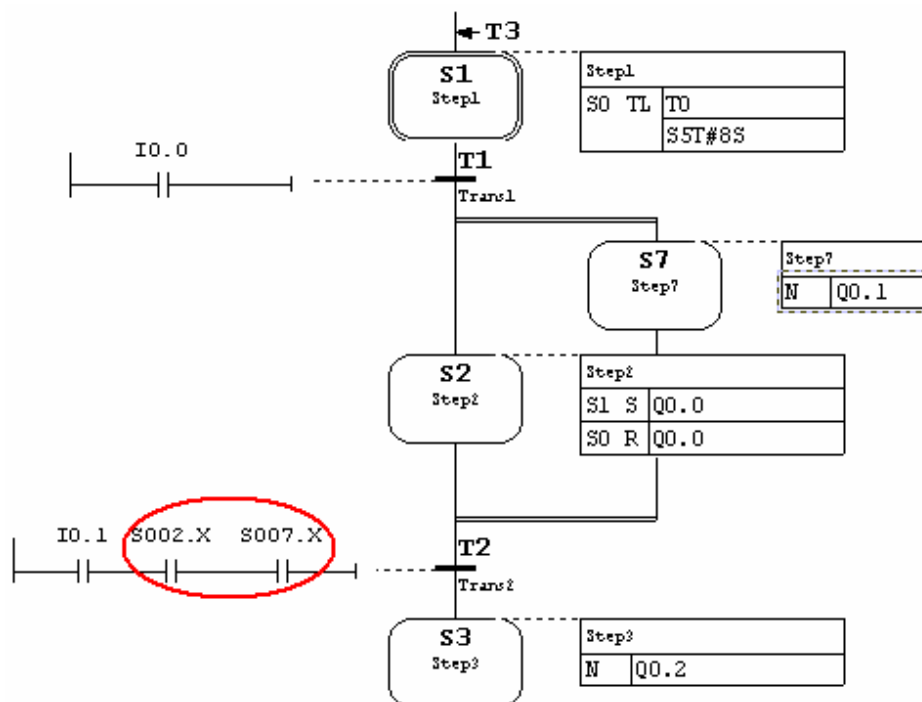 T3
S1
Step1
Step1
S0 TL T0
S5T#8S
I0.0
T1
Trans1
S7
Step7
Step7
N Q0.1
S2
Step2
Step2
S1 S Q0.0
S0 R Q0.0
I0.1 S002.X S007.X
T2
Trans2
S3
Step3
Step3
N Q0.2